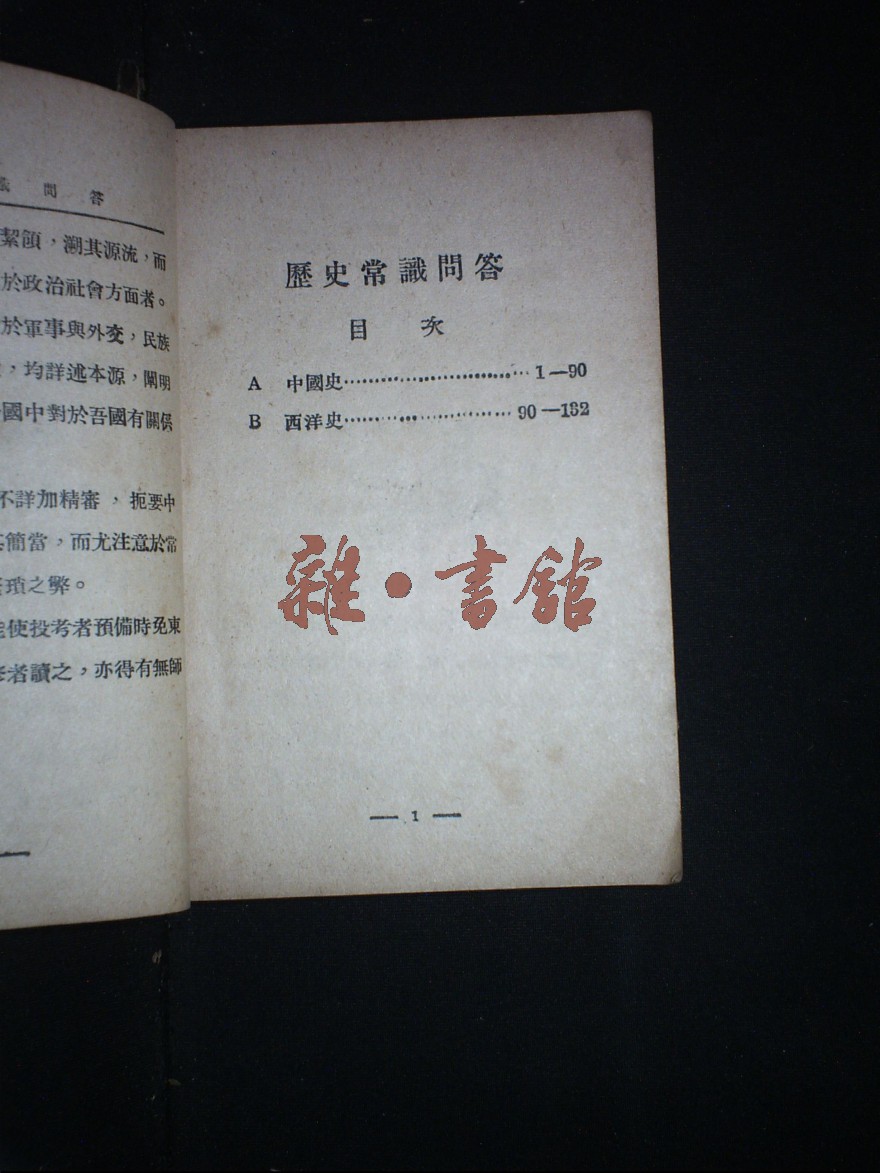 問答
絜領，溯其源流，而
於政治社會方面者。
於軍事與外交，民族
，均詳述本源，闡明
國中對於吾國有關係
不詳加精審，扼要中
簡當，而尤注意於常
瑣之弊。
使投考者預備時免東
者讀之，亦得有無師
歷史常識問答
目次
A 中國史 1—90
B 西洋史 90—132
雜•書館
— 1 —